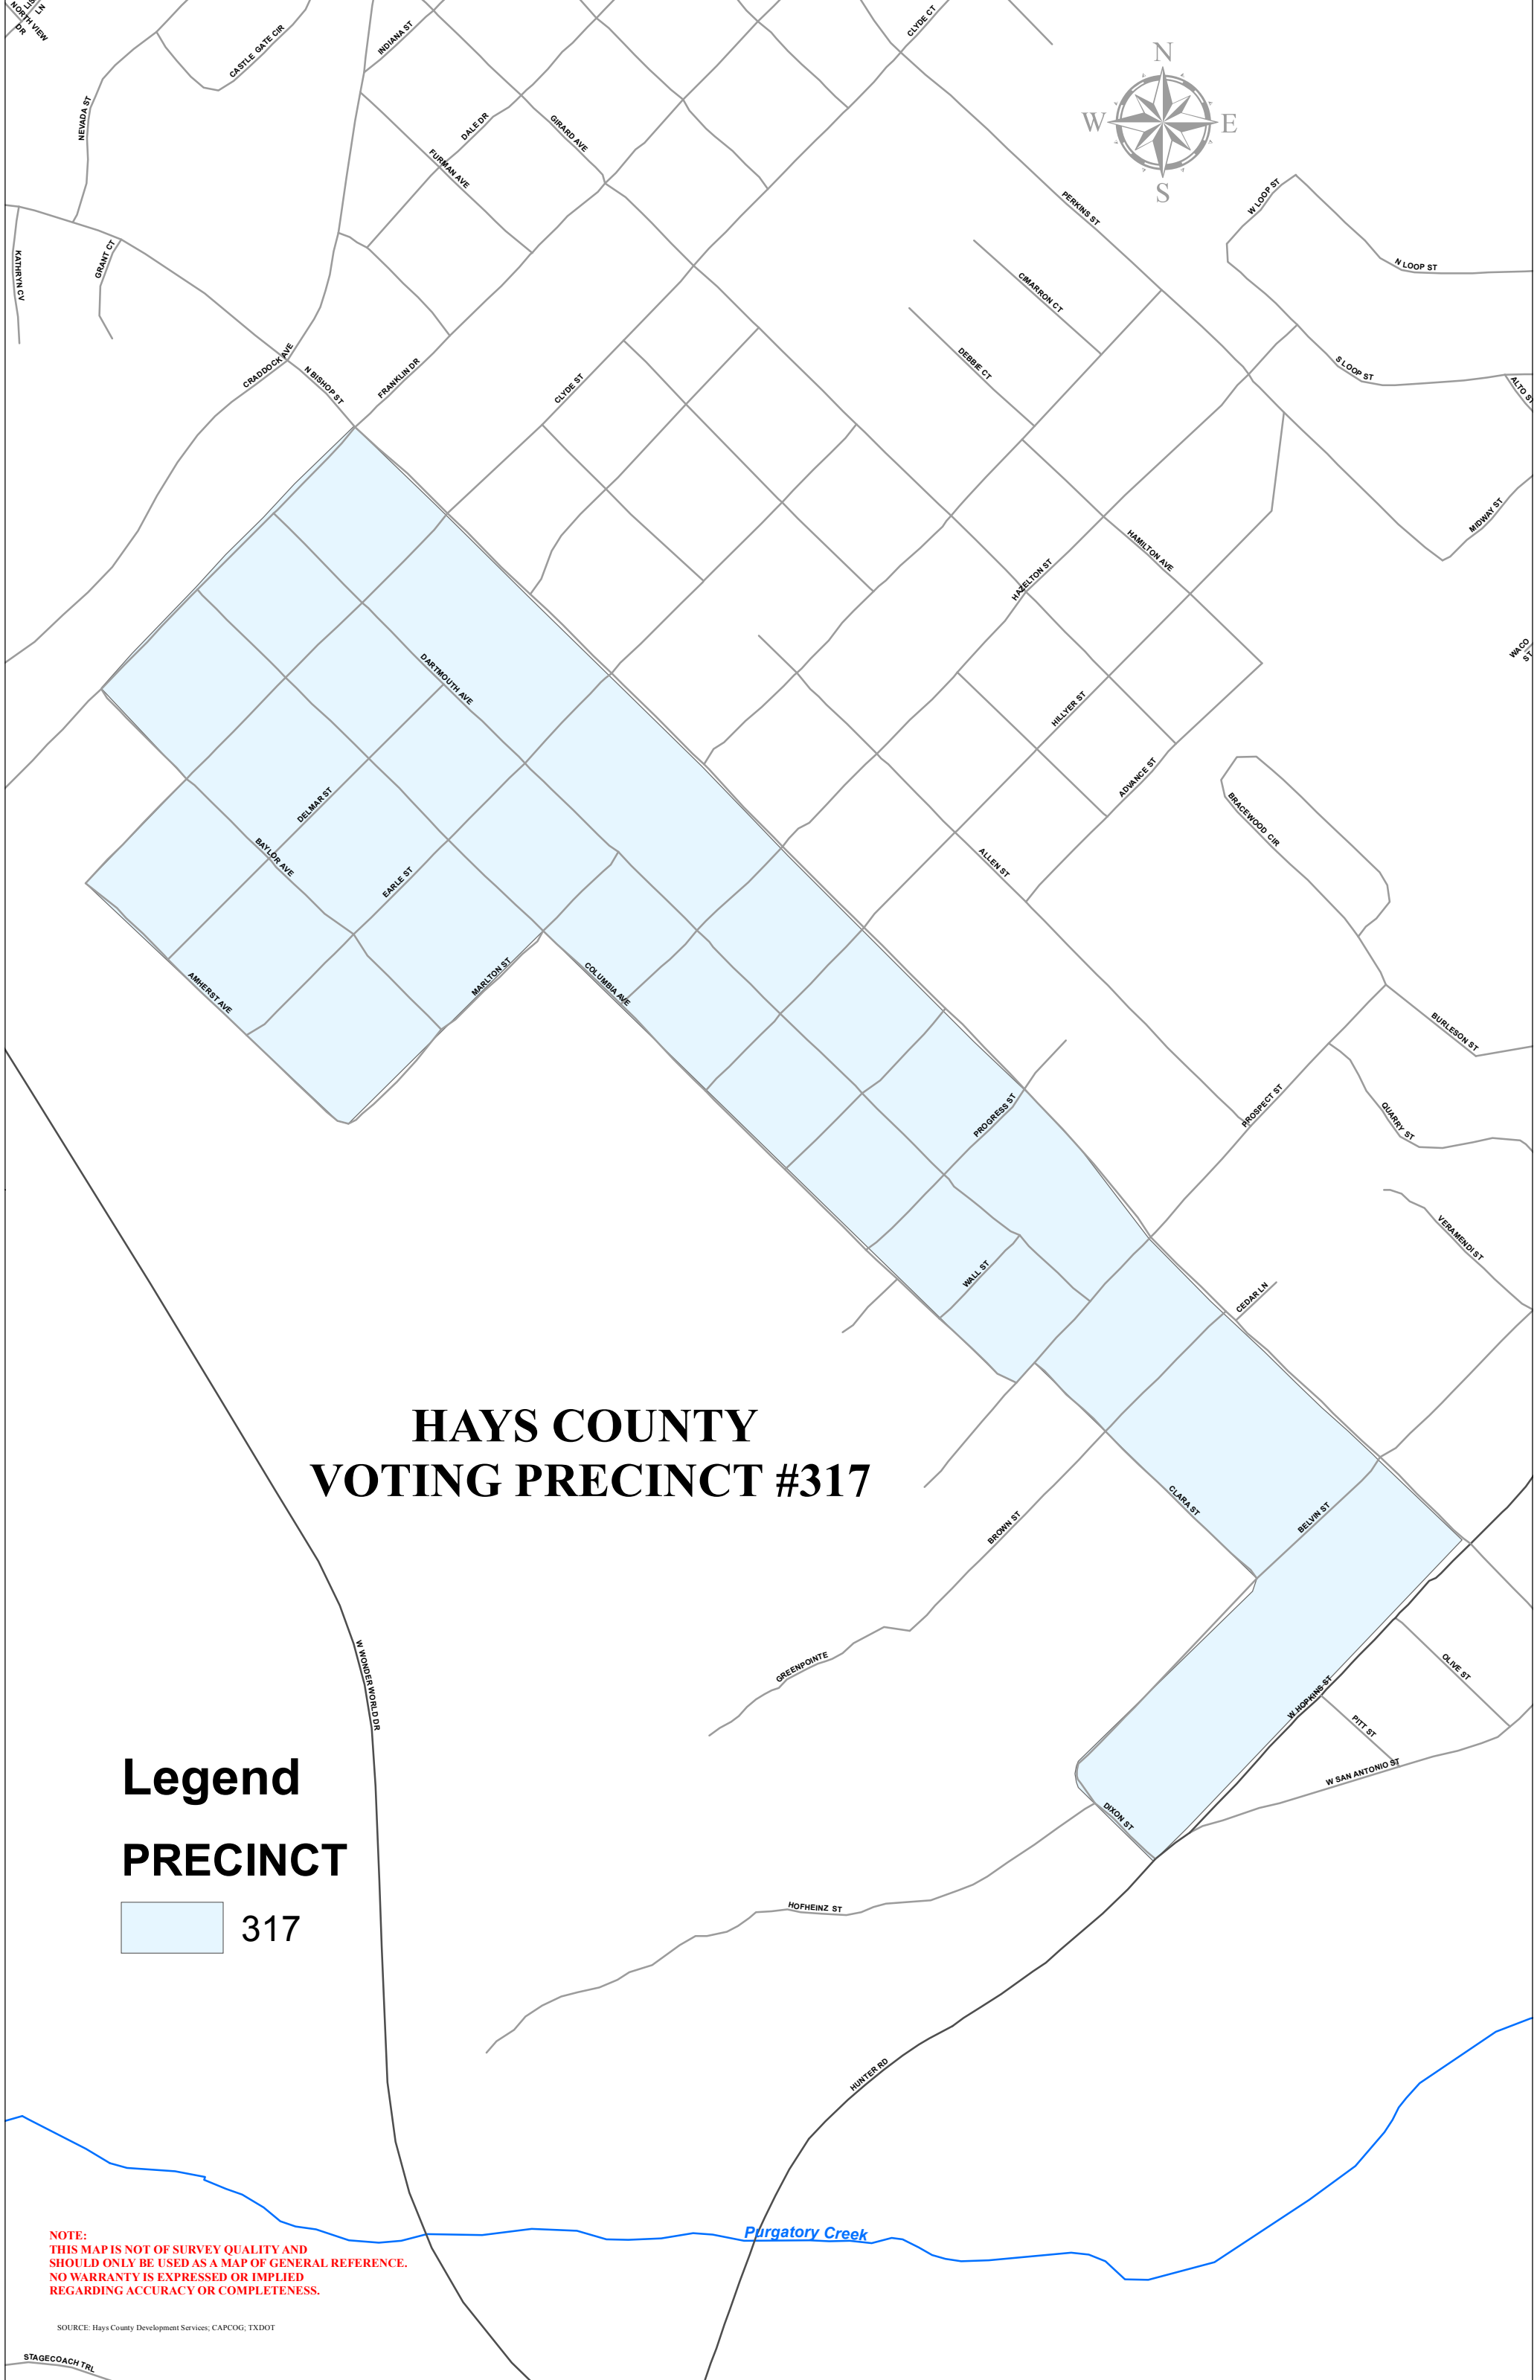 LN
NORTH VIEW
DR
CASTLE GATE CIR
INDIANA ST
CLYDE CT
NEVADA ST
DALE DR
GIRARD AVE
FURMAN AVE
N
W
E
S
PERKINS ST
W LOOP ST
N LOOP ST
KATHRYN CV
GRANT CT
CIMARRON CT
CRADDOCK AVE
N BISHOP ST
FRANKLIN DR
CLYDE ST
DEBBIE CT
S LOOP ST
ALTO ST
MIDWAY ST
HAMILTON AVE
HAZELTON ST
WACO
ST
DARTMOUTH AVE
HILLYER ST
ADVANCE ST
DELMAR ST
BRACEWOOD CIR
BAYLOR AVE
EARLE ST
ALLEN ST
AMHERST AVE
MARLTON ST
COLUMBIA AVE
BURLESON ST
PROGRESS ST
PROSPECT ST
QUARRY ST
VERAMENDI ST
WALL ST
CEDAR LN
HAYS COUNTY
VOTING PRECINCT #317
CLARA ST
BELVIN ST
BROWN ST
GREENPOINTE
W WONDER WORLD DR
OLIVE ST
W HOPKINS ST
PITT ST
W SAN ANTONIO ST
DIXON ST
Legend
PRECINCT
317
HOFHEINZ ST
HUNTER RD
Purgatory Creek
NOTE:
THIS MAP IS NOT OF SURVEY QUALITY AND
SHOULD ONLY BE USED AS A MAP OF GENERAL REFERENCE.
NO WARRANTY IS EXPRESSED OR IMPLIED
REGARDING ACCURACY OR COMPLETENESS.
SOURCE: Hays County Development Services; CAPCOG; TXDOT
STAGECOACH TRL